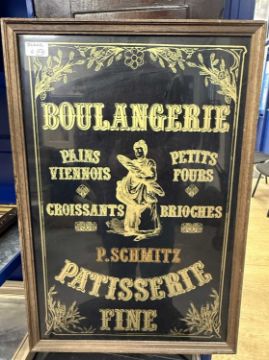 BOULANGERIE
PAINS
VIENNOIS
PETITS
FOURS
CROISSANTS
BRIOCHES
P. SCHMITZ
PATISSERIE
FINE